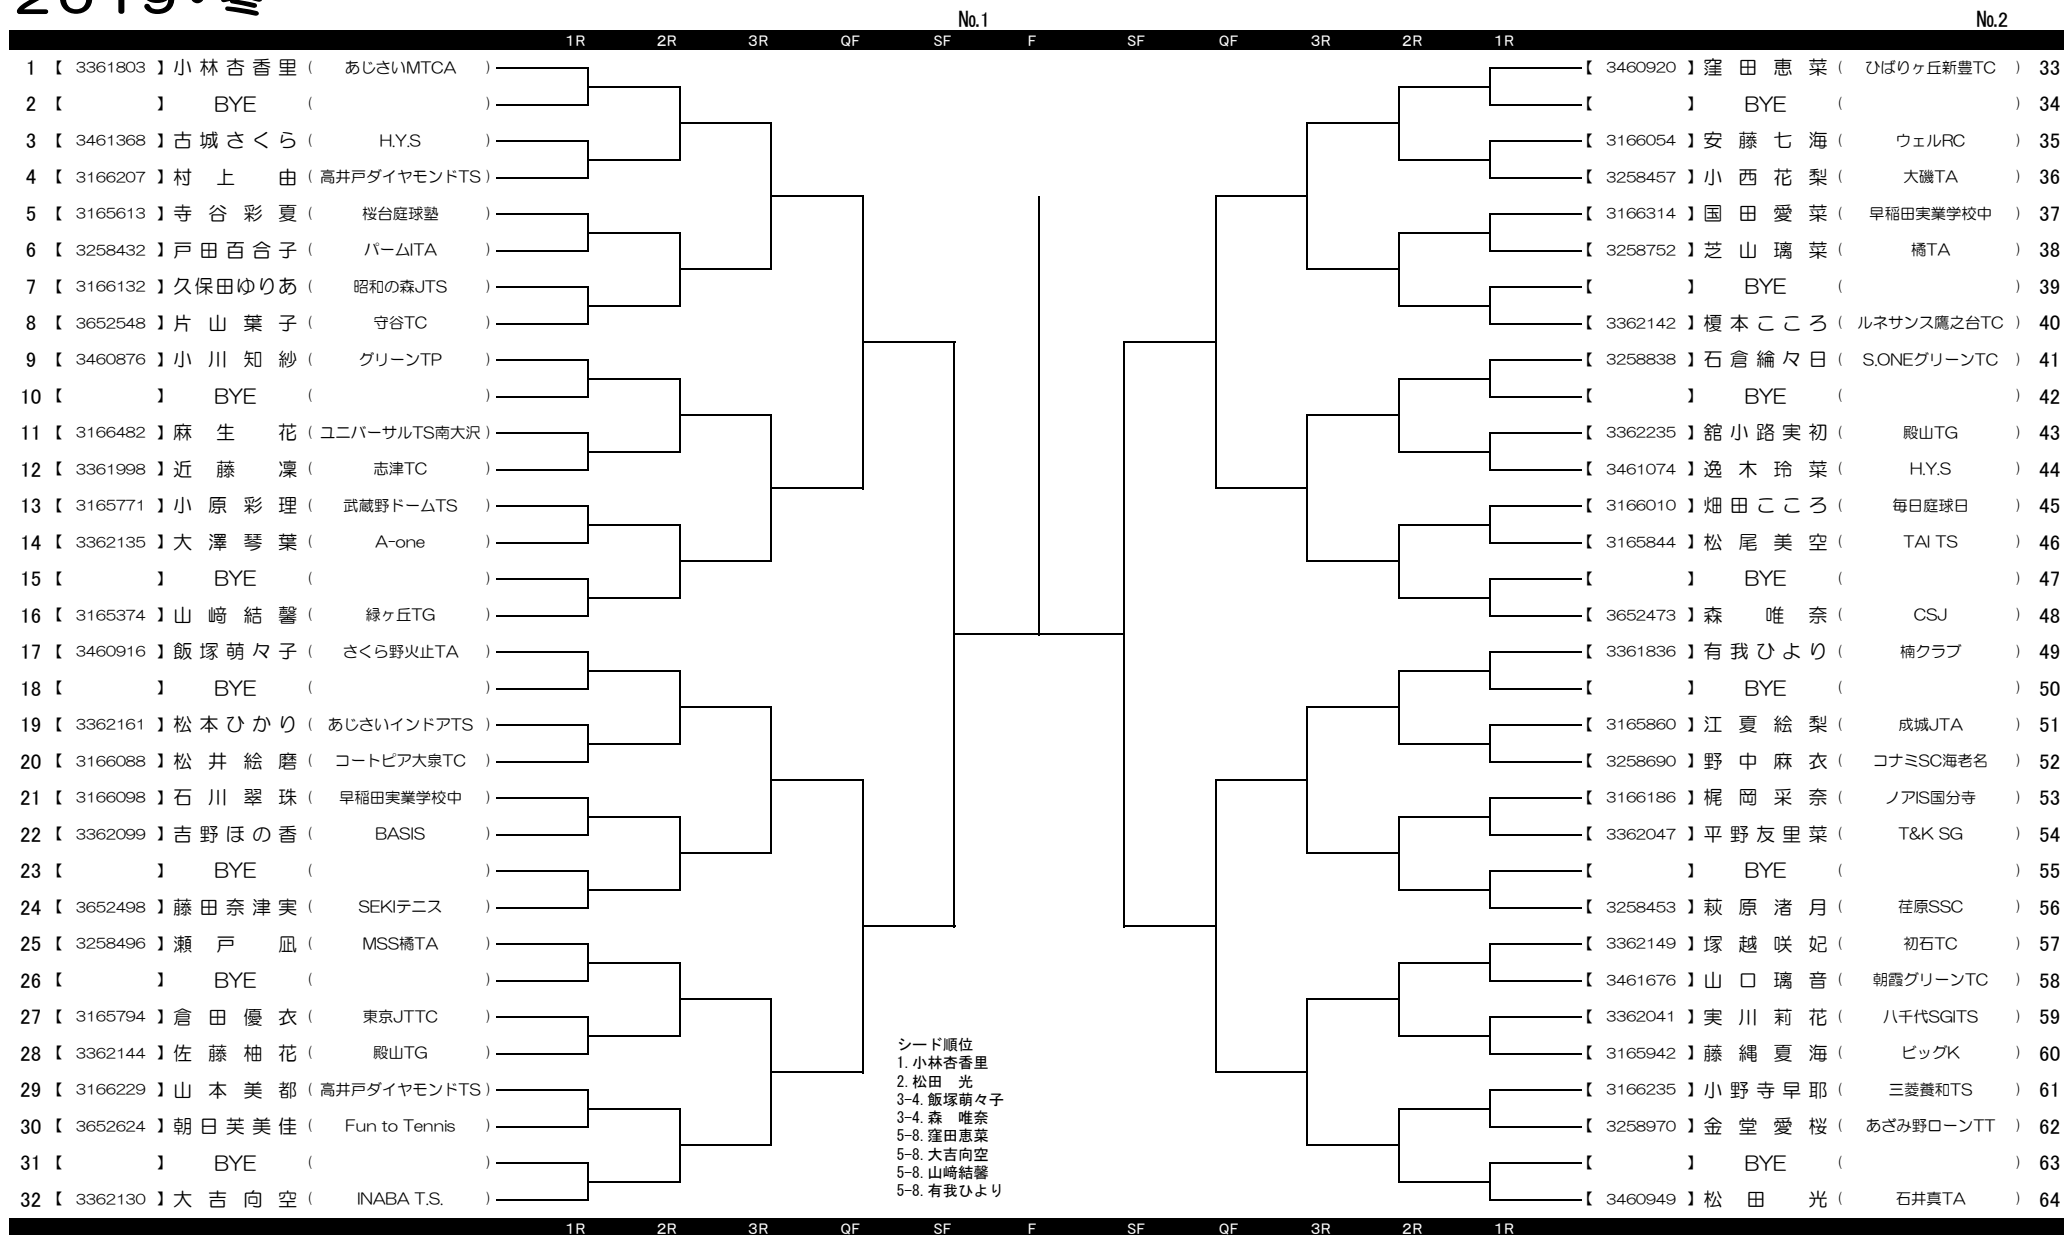 2019・冬
No.1 No.2
1R 2R 3R QF SF F SF QF 3R 2R 1R
1 【 3361803 】 小林杏香里 ( あじさいMTCA )
2 【 】 BYE ( )
3 【 3461368 】 古城さくら ( H.Y.S )
4 【 3166207 】 村上 由 ( 高井戸ダイヤモンドTS )
5 【 3165613 】 寺谷彩夏 ( 桜台庭球塾 )
6 【 3258432 】 戸田百合子 ( パームITA )
7 【 3166132 】 久保田ゆりあ ( 昭和の森JTS )
8 【 3652548 】 片山葉子 ( 守谷TC )
9 【 3460876 】 小川知紗 ( グリーンTP )
10 【 】 BYE ( )
11 【 3166482 】 麻生 花 ( ユニバーサルTS南大沢 )
12 【 3361998 】 近藤 凜 ( 志津TC )
13 【 3165771 】 小原彩理 ( 武蔵野ドームTS )
14 【 3362135 】 大澤琴葉 ( A-one )
15 【 】 BYE ( )
16 【 3165374 】 山﨑結馨 ( 緑ヶ丘TG )
17 【 3460916 】 飯塚萌々子 ( さくら野火止TA )
18 【 】 BYE ( )
19 【 3362161 】 松本ひかり ( あじさいインドアTS )
20 【 3166088 】 松井絵磨 ( コートピア大泉TC )
21 【 3166098 】 石川翠珠 ( 早稲田実業学校中 )
22 【 3362099 】 吉野ほの香 ( BASIS )
23 【 】 BYE ( )
24 【 3652498 】 藤田奈津実 ( SEKIテニス )
25 【 3258496 】 瀬戸 凪 ( MSS橘TA )
26 【 】 BYE ( )
27 【 3165794 】 倉田優衣 ( 東京JTTC )
28 【 3362144 】 佐藤柚花 ( 殿山TG )
29 【 3166229 】 山本美都 ( 高井戸ダイヤモンドTS )
30 【 3652624 】 朝日芙美佳 ( Fun to Tennis )
31 【 】 BYE ( )
32 【 3362130 】 大吉向空 ( INABA T.S. )
シード順位
1. 小林杏香里
2. 松田 光
3-4. 飯塚萌々子
3-4. 森 唯奈
5-8. 窪田恵菜
5-8. 大吉向空
5-8. 山﨑結馨
5-8. 有我ひより
【 3460920 】 窪田恵菜 ( ひばりヶ丘新豊TC ) 33
【 】 BYE ( ) 34
【 3166054 】 安藤七海 ( ウェルRC ) 35
【 3258457 】 小西花梨 ( 大磯TA ) 36
【 3166314 】 国田愛菜 ( 早稲田実業学校中 ) 37
【 3258752 】 芝山璃菜 ( 橘TA ) 38
【 】 BYE ( ) 39
【 3362142 】 榎本こころ ( ルネサンス鷹之台TC ) 40
【 3258838 】 石倉綸々日 ( S.ONEグリーンTC ) 41
【 】 BYE ( ) 42
【 3362235 】 舘小路実初 ( 殿山TG ) 43
【 3461074 】 逸木玲菜 ( H.Y.S ) 44
【 3166010 】 畑田こころ ( 毎日庭球日 ) 45
【 3165844 】 松尾美空 ( TAI TS ) 46
【 】 BYE ( ) 47
【 3652473 】 森 唯奈 ( CSJ ) 48
【 3361836 】 有我ひより ( 楠クラブ ) 49
【 】 BYE ( ) 50
【 3165860 】 江夏絵梨 ( 成城JTA ) 51
【 3258690 】 野中麻衣 ( コナミSC海老名 ) 52
【 3166186 】 梶岡采奈 ( ノアIS国分寺 ) 53
【 3362047 】 平野友里菜 ( T&K SG ) 54
【 】 BYE ( ) 55
【 3258453 】 萩原渚月 ( 荏原SSC ) 56
【 3362149 】 塚越咲妃 ( 初石TC ) 57
【 3461676 】 山口璃音 ( 朝霞グリーンTC ) 58
【 3362041 】 実川莉花 ( 八千代SGITS ) 59
【 3165942 】 藤縄夏海 ( ビッグK ) 60
【 3166235 】 小野寺早耶 ( 三菱養和TS ) 61
【 3258970 】 金堂愛桜 ( あざみ野ローンTT ) 62
【 】 BYE ( ) 63
【 3460949 】 松田 光 ( 石井真TA ) 64
1R 2R 3R QF SF F SF QF 3R 2R 1R